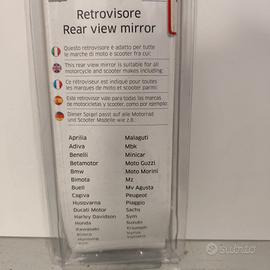 Retrovisore
Rear view mirror
Questo retrovisore è adatto per tutte
le marche di moto e scooter fra cui:
This rear view mirror is suitable for all
motorcycle and scooter makes including:
Ce rétroviseur est indiqué pour toutes
les marques de moto et scooter parmi:
Este retrovisor vale para todas las marcas
de motocicletas y scooter, como por ejemplo:
Dieser Spiegel passt auf alle Motorrad
und Scooter Modelle wie z.B.:
Aprilia Malaguti
Adiva Mbk
Benelli Minicar
Betamotor Moto Guzzi
Bmw Moto Morini
Bimota Mz
Buell Mv Agusta
Cagiva Peugeot
Husqvarna Piaggio
Ducati Motor Sachs
Harley Davidson Sym
Honda Suzuki
Kawasaki Triumph
Kymco
Subito